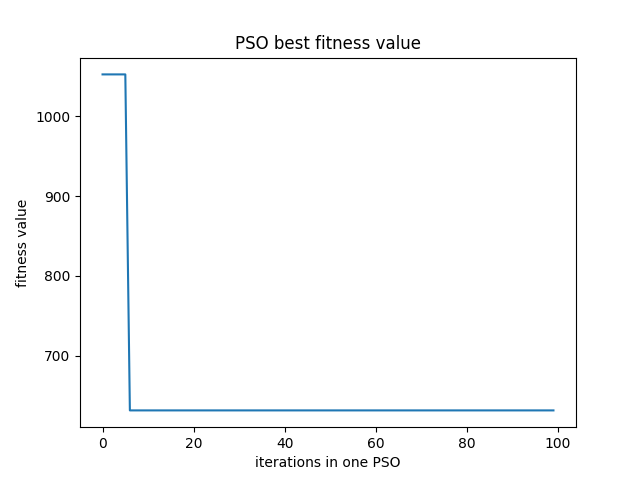 PSO best fitness value
fitness value
1000
900
800
700
0 20 40 60 80 100
iterations in one PSO